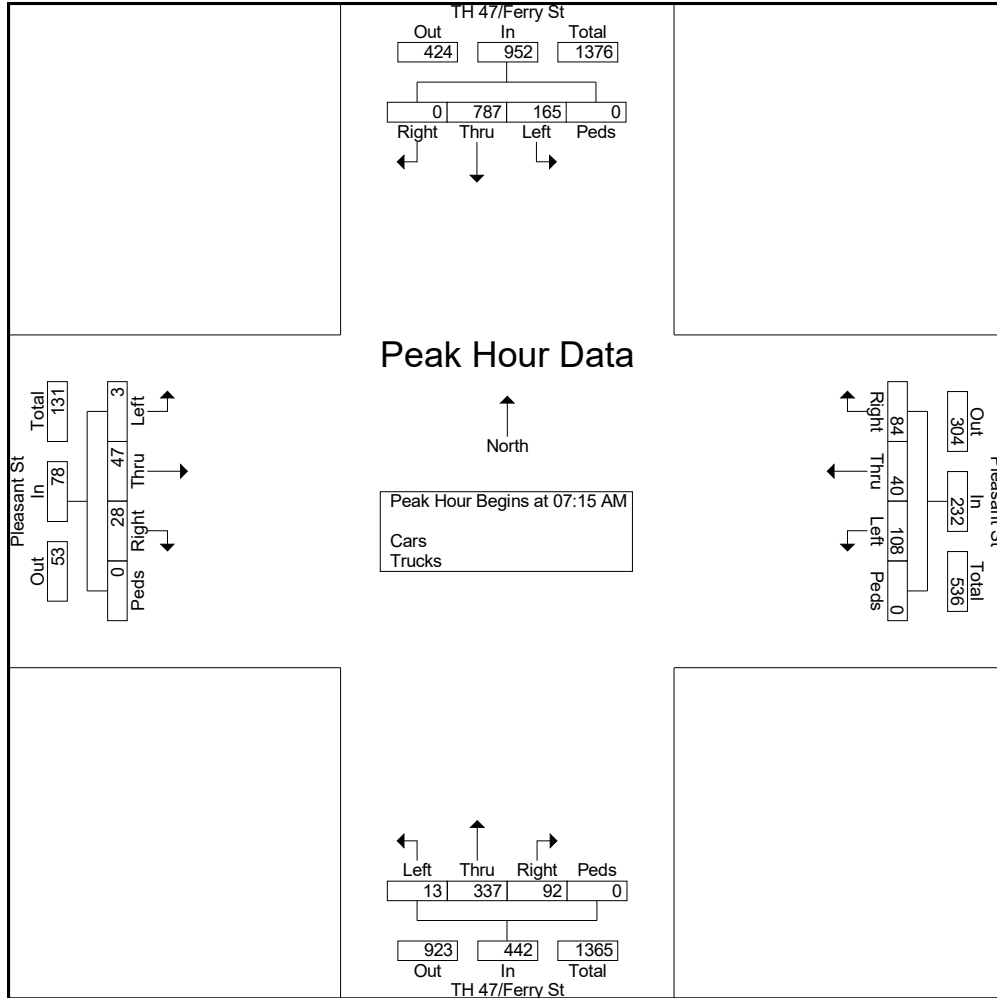 TH 47/Ferry St
Out In Total
424 952 1376
0 787 165 0
Right Thru Left Peds
Peak Hour Data
North
Peak Hour Begins at 07:15 AM
Cars
Trucks
Pleasant St
Total In Out
131 78 53
3 47 28 0
Left Thru Right Peds
Right Thru Left Peds
84 40 108 0
Out In Total
304 232 536
Pleasant St
Left Thru Right Peds
13 337 92 0
923 442 1365
Out In Total
TH 47/Ferry St